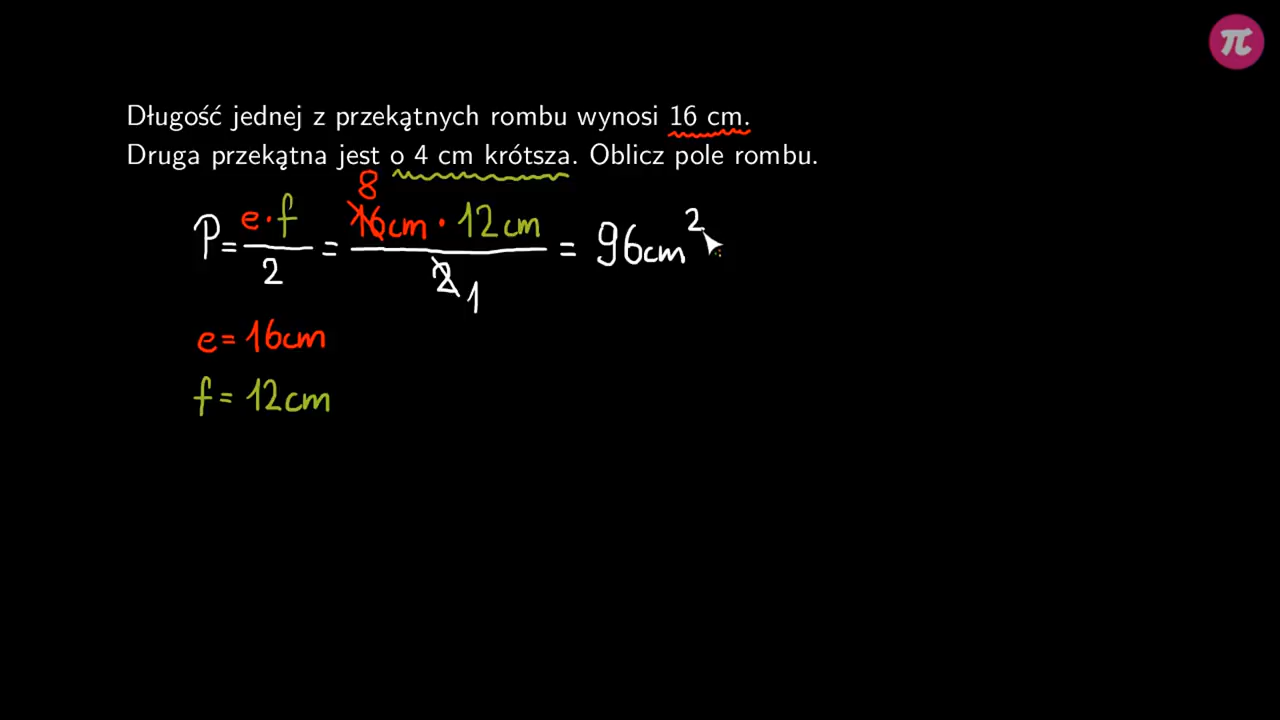 π
Długość jednej z przekątnych rombu wynosi 16 cm.
Druga przekątna jest o 4 cm krótsza. Oblicz pole rombu.
P = e · f / 2 = 16cm · 12cm / 2 = 96cm²
8
1
e = 16cm
f = 12cm